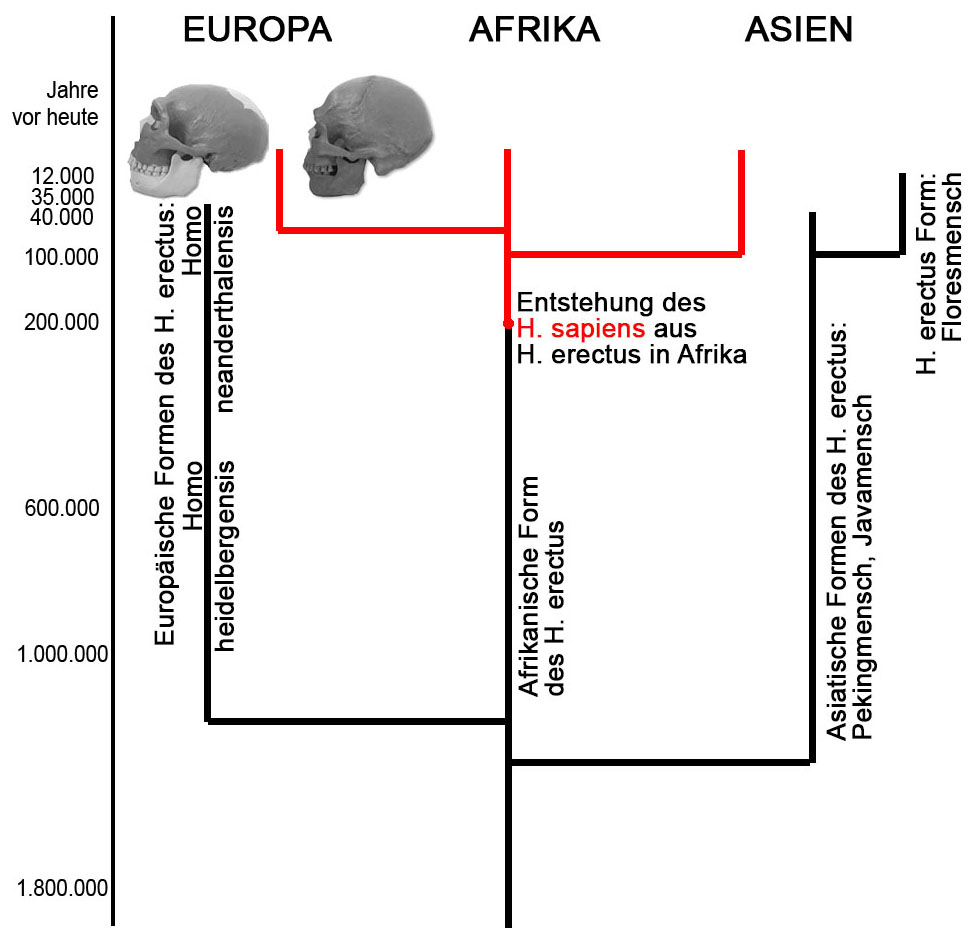 EUROPA
AFRIKA
ASIEN
Jahre
vor heute
12.000
35.000
40.000
100.000
200.000
600.000
1.000.000
1.800.000
Europäische Formen des H. erectus:
Homo
neanderthalensis
Homo
heidelbergensis
Entstehung des
H. sapiens aus
H. erectus in Afrika
Afrikanische Form
des H. erectus
Asiatische Formen des H. erectus:
Pekingmensch, Javamensch
H. erectus Form:
Floresmensch